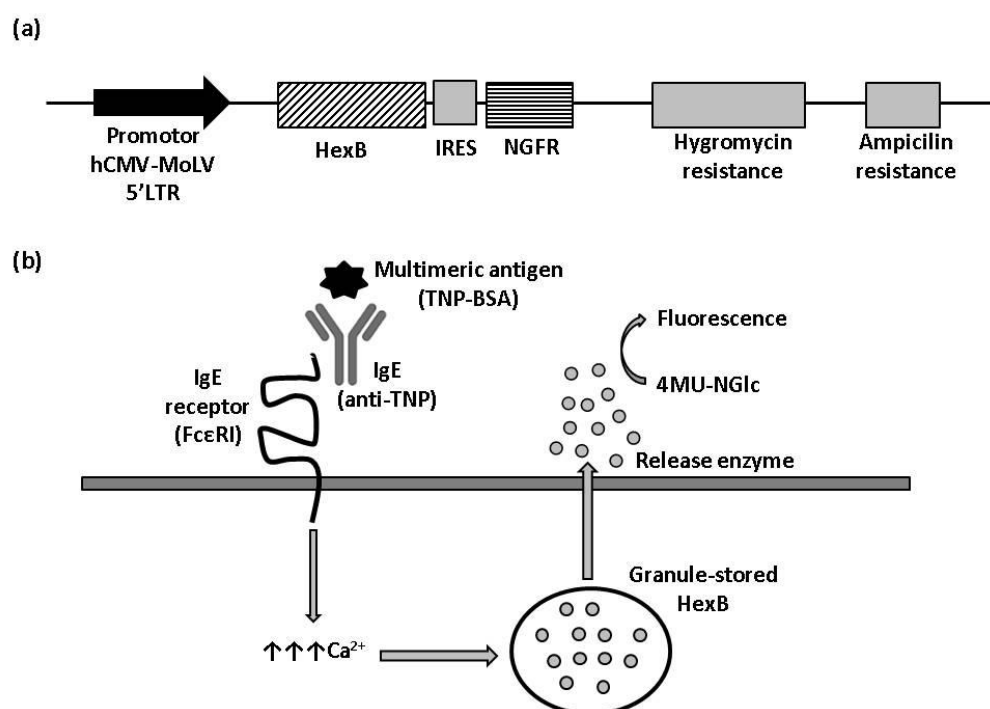 (a)
Promotor
hCMV-MoLV
5'LTR
HexB
IRES
NGFR
Hygromycin
resistance
Ampicilin
resistance
(b)
Multimeric antigen
(TNP-BSA)
IgE
(anti-TNP)
IgE
receptor
(FcεRI)
Fluorescence
4MU-NGlc
Release enzyme
Granule-stored
HexB
↑↑↑Ca²⁺